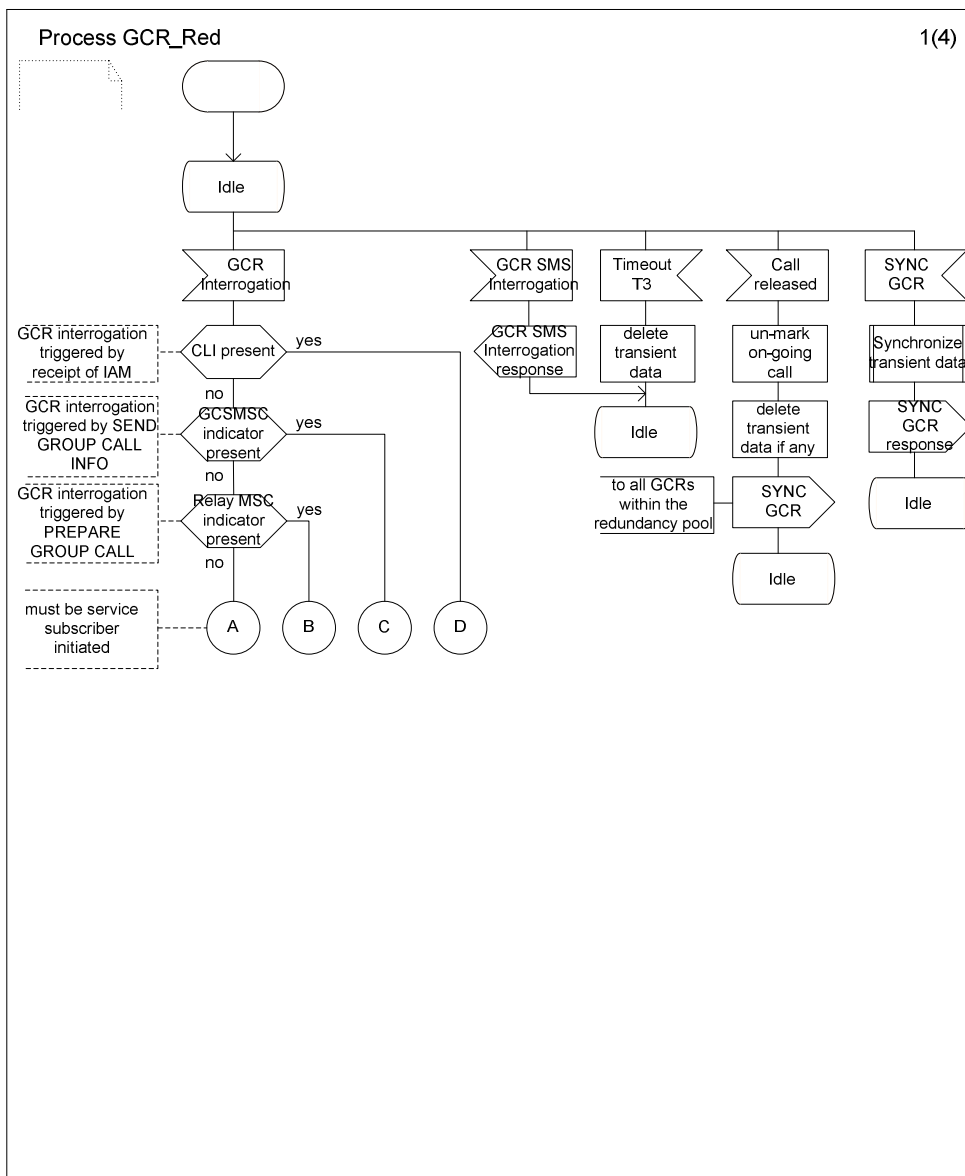 Process GCR_Red
1(4)
Idle
GCR
Interrogation
GCR SMS
Interrogation
Timeout
T3
Call
released
SYNC
GCR
GCR interrogation
triggered by
receipt of IAM
CLI present
yes
no
GCR SMS
Interrogation
response
delete
transient
data
un-mark
on-going
call
Synchronize
transient data
GCR interrogation
triggered by SEND
GROUP CALL
INFO
GCSMSC
indicator
present
yes
no
Idle
delete
transient
data if any
SYNC
GCR
response
GCR interrogation
triggered by
PREPARE
GROUP CALL
Relay MSC
indicator
present
yes
no
to all GCRs
within the
redundancy pool
SYNC
GCR
Idle
Idle
must be service
subscriber
initiated
A
B
C
D